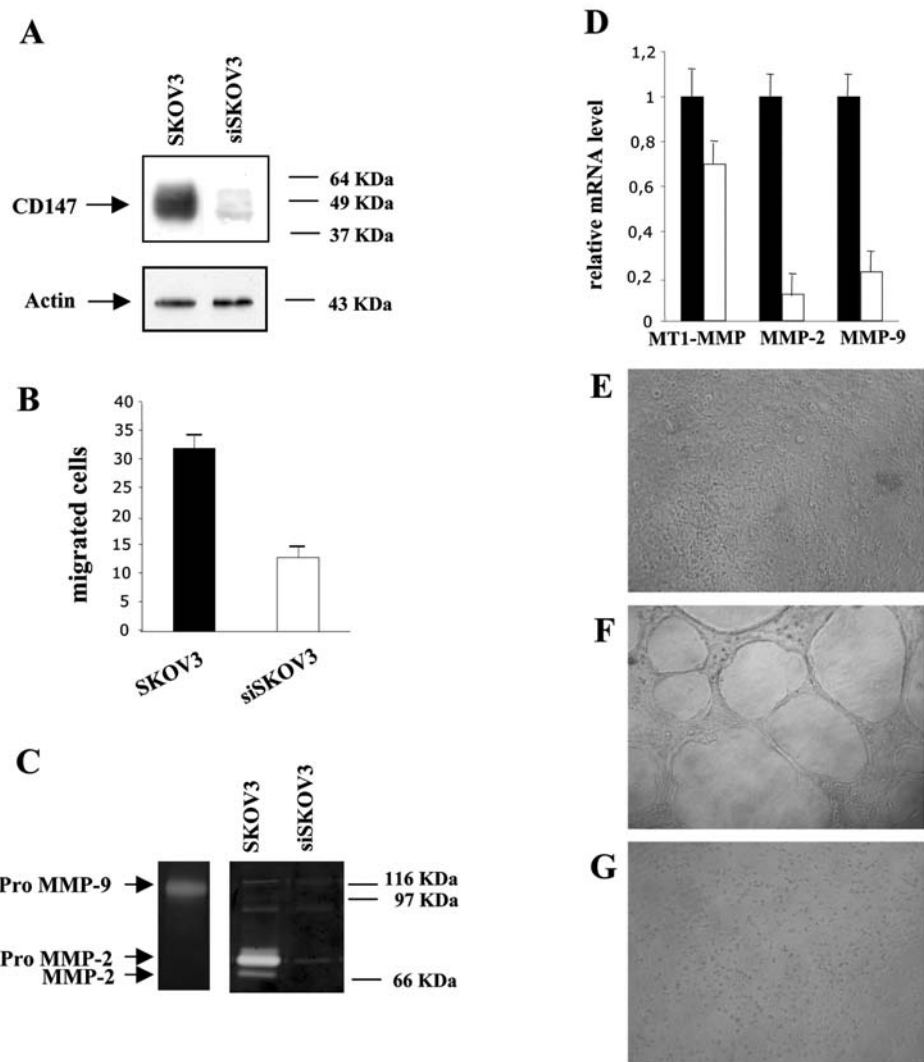 A
SKOV3
siSKOV3
CD147
64 KDa
49 KDa
37 KDa
Actin
43 KDa
B
migrated cells
40
35
30
25
20
15
10
5
0
SKOV3
siSKOV3
C
SKOV3
siSKOV3
Pro MMP-9
116 KDa
97 KDa
Pro MMP-2
MMP-2
66 KDa
D
relative mRNA level
1,2
1
0,8
0,6
0,4
0,2
0
MT1-MMP MMP-2 MMP-9
E
F
G